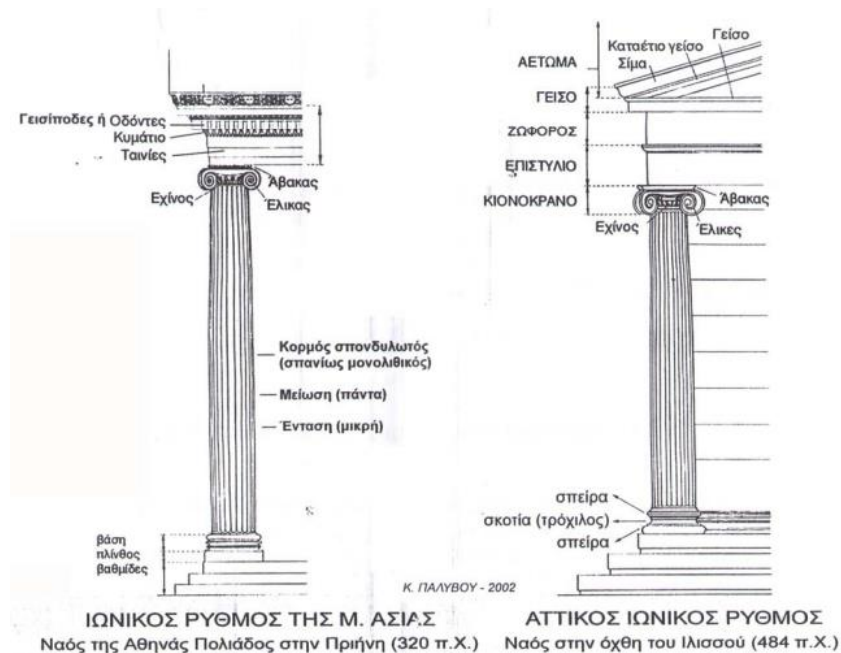 Γεισίποδες ή Οδόντες
Κυμάτιο
Ταινίες
Άβακας
Εχίνος
Έλικας
Κορμός σπονδυλωτός
(σπανίως μονολιθικός)
Μείωση (πάντα)
Ένταση (μικρή)
βάση
πλίνθος
βαθμίδες
ΙΩΝΙΚΟΣ ΡΥΘΜΟΣ ΤΗΣ Μ. ΑΣΙΑΣ
Ναός της Αθηνάς Πολιάδος στην Πριήνη (320 π.Χ.)
Κ. ΠΑΛΥΒΟΥ - 2002
Γείσο
Καταέτιο γείσο
Σίμα
ΑΕΤΩΜΑ
ΓΕΙΣΟ
ΖΩΦΟΡΟΣ
ΕΠΙΣΤΥΛΙΟ
ΚΙΟΝΟΚΡΑΝΟ
Άβακας
Εχίνος
Έλικες
σπείρα
σκοτία (τρόχιλος)
σπείρα
ΑΤΤΙΚΟΣ ΙΩΝΙΚΟΣ ΡΥΘΜΟΣ
Ναός στην όχθη του Ιλισσού (484 π.Χ.)